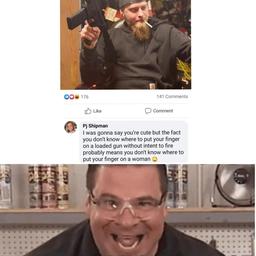 176
141 Comments
Like
Comment
Pj Shipman
I was gonna say you're cute but the fact
you don't know where to put your finger
on a loaded gun without intent to fire
probably means you don't know where to
put your finger on a woman 😳